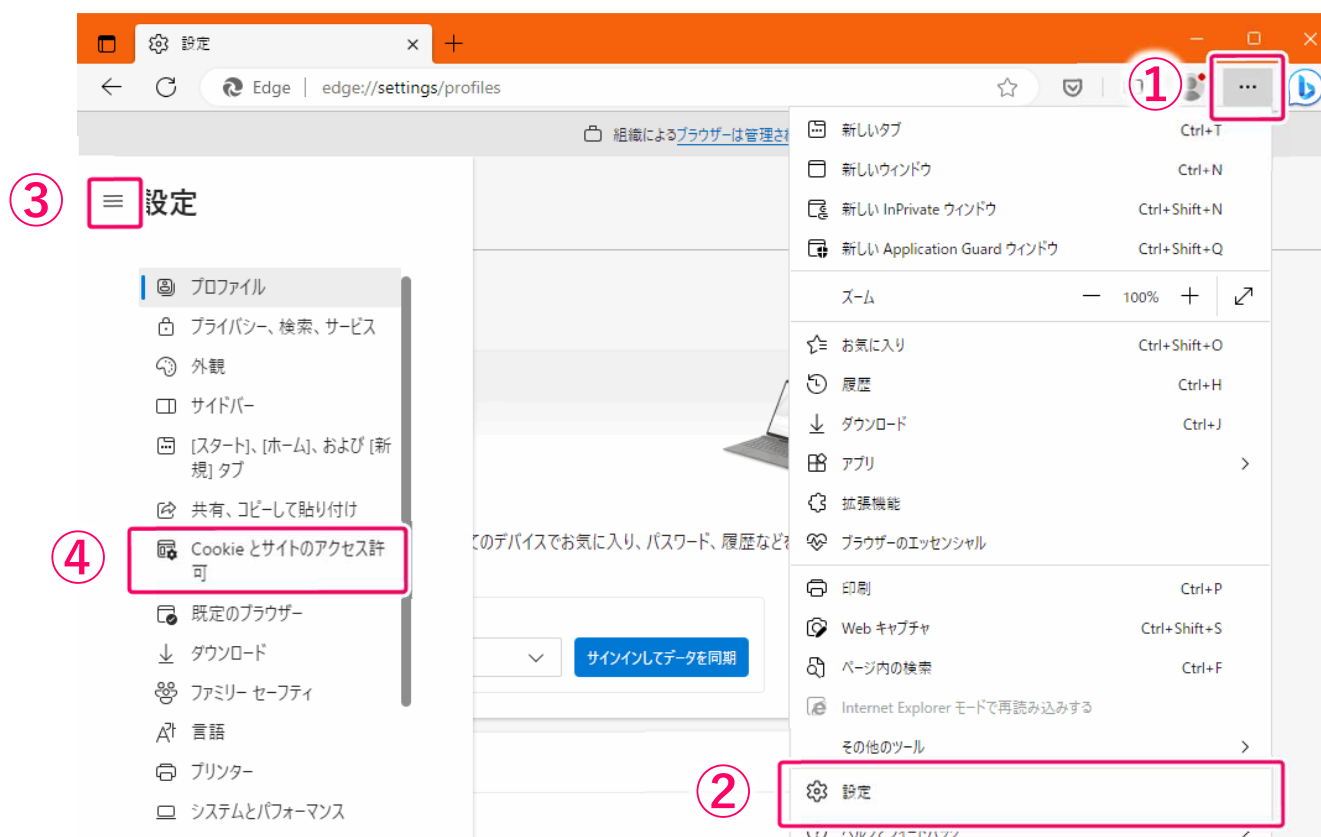 設定
Edge
edge://settings/profiles
①
組織によるブラウザーは管理され
③
設定
プロファイル
プライバシー、検索、サービス
外観
サイドバー
[スタート]、[ホーム]、および [新
規] タブ
共有、コピーして貼り付け
④
Cookie とサイトのアクセス許
可
既定のブラウザー
ダウンロード
ファミリー セーフティ
言語
プリンター
システムとパフォーマンス
てのデバイスでお気に入り、パスワード、履歴などを
サインインしてデータを同期
新しいタブ Ctrl+T
新しいウィンドウ Ctrl+N
新しい InPrivate ウィンドウ Ctrl+Shift+N
新しい Application Guard ウィンドウ Ctrl+Shift+Q
ズーム 100%
お気に入り Ctrl+Shift+O
履歴 Ctrl+H
ダウンロード Ctrl+J
アプリ
拡張機能
ブラウザーのエッセンシャル
印刷 Ctrl+P
Web キャプチャ Ctrl+Shift+S
ページ内の検索 Ctrl+F
Internet Explorer モードで再読み込みする
その他のツール
②
設定